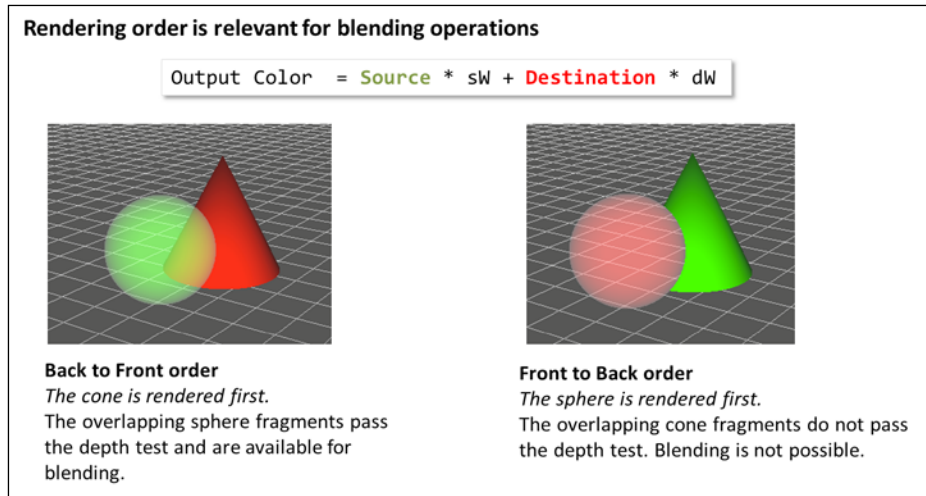 Rendering order is relevant for blending operations
Output Color = Source * sW + Destination * dW
Back to Front order
The cone is rendered first.
The overlapping sphere fragments pass
the depth test and are available for
blending.
Front to Back order
The sphere is rendered first.
The overlapping cone fragments do not pass
the depth test. Blending is not possible.